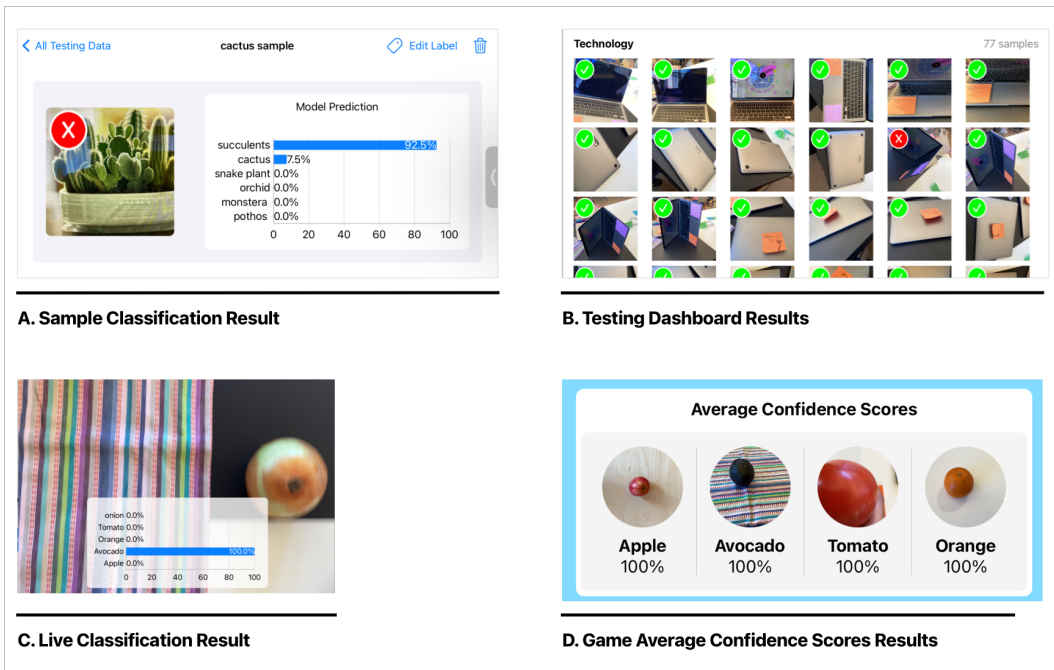 All Testing Data
cactus sample
Edit Label
X
Model Prediction
succulents 92.5%
cactus 7.5%
snake plant 0.0%
orchid 0.0%
monstera 0.0%
pothos 0.0%
0 20 40 60 80 100
A. Sample Classification Result
Technology
77 samples
X
B. Testing Dashboard Results
onion 0.0%
Tomato 0.0%
Orange 0.0%
Avocado 100.0%
Apple 0.0%
0 20 40 60 80 100
C. Live Classification Result
Average Confidence Scores
Apple Avocado Tomato Orange
100% 100% 100% 100%
D. Game Average Confidence Scores Results